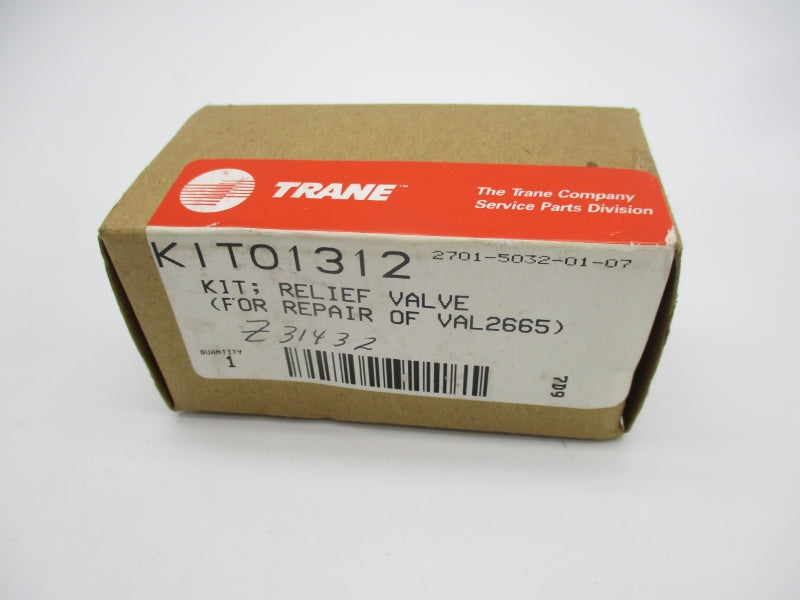 TRANE™
The Trane Company
Service Parts Division
KIT01312 2701-5032-01-07
KIT; RELIEF VALVE
(FOR REPAIR OF VAL2665)
Z31432
QUANTITY
1
7D9